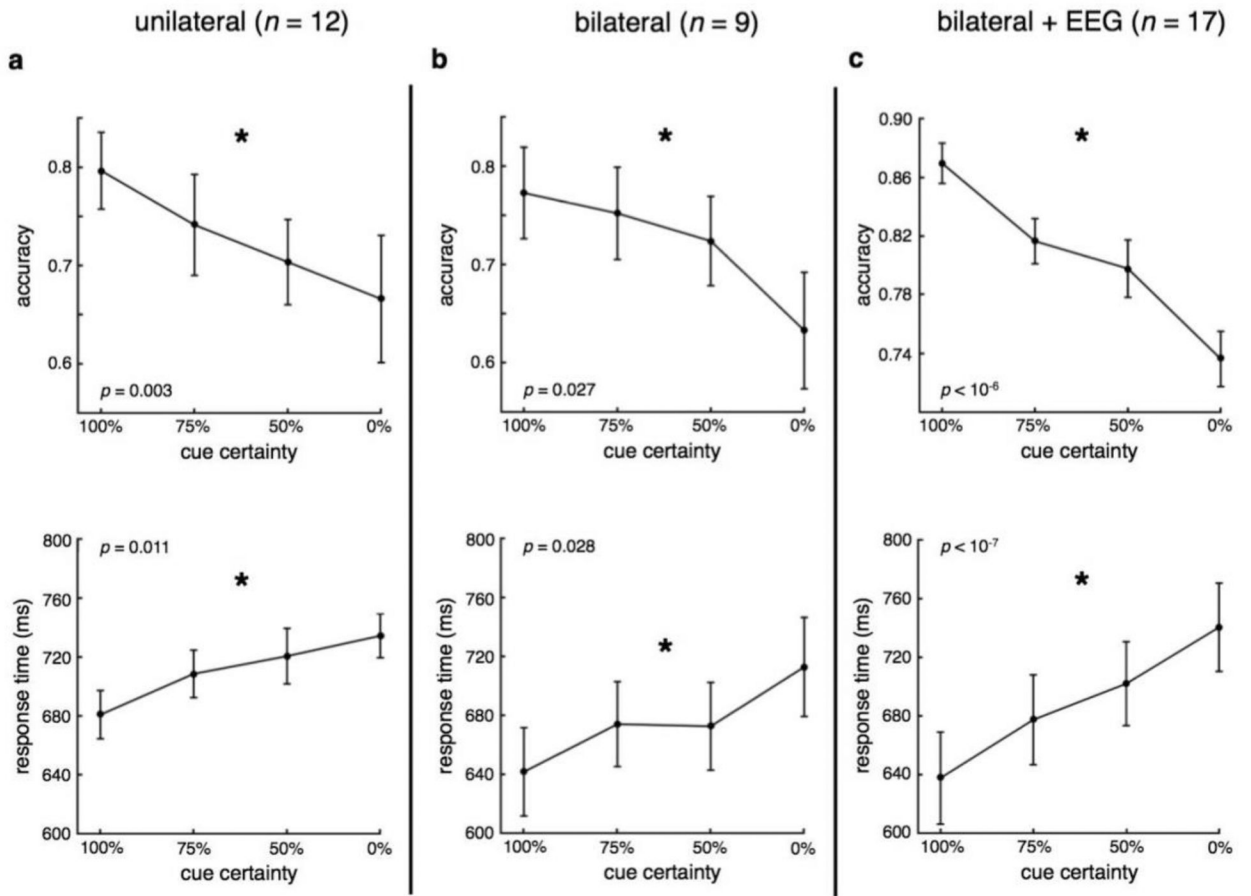 unilateral (n = 12)
bilateral (n = 9)
bilateral + EEG (n = 17)
a
accuracy
0.8
0.7
0.6
*
p = 0.003
100% 75% 50% 0%
cue certainty
response time (ms)
800
760
720
680
640
600
p = 0.011
*
100% 75% 50% 0%
cue certainty
b
accuracy
0.8
0.7
0.6
*
p = 0.027
100% 75% 50% 0%
cue certainty
response time (ms)
800
760
720
680
640
600
p = 0.028
*
100% 75% 50% 0%
cue certainty
c
accuracy
0.90
0.86
0.82
0.78
0.74
*
p < 10⁻⁶
100% 75% 50% 0%
cue certainty
response time (ms)
800
760
720
680
640
600
p < 10⁻⁷
*
100% 75% 50% 0%
cue certainty